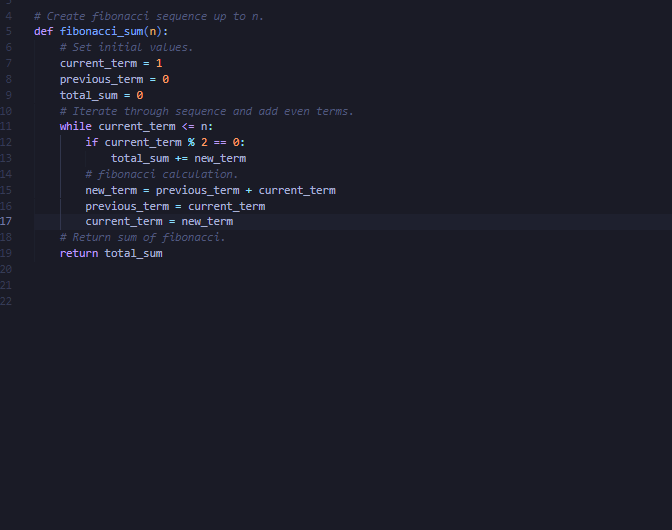 4 # Create fibonacci sequence up to n.
5 def fibonacci_sum(n):
6 # Set initial values.
7 current_term = 1
8 previous_term = 0
9 total_sum = 0
10 # Iterate through sequence and add even terms.
11 while current_term <= n:
12 if current_term % 2 == 0:
13 total_sum += new_term
14 # fibonacci calculation.
15 new_term = previous_term + current_term
16 previous_term = current_term
17 current_term = new_term
18 # Return sum of fibonacci.
19 return total_sum
20
21
22